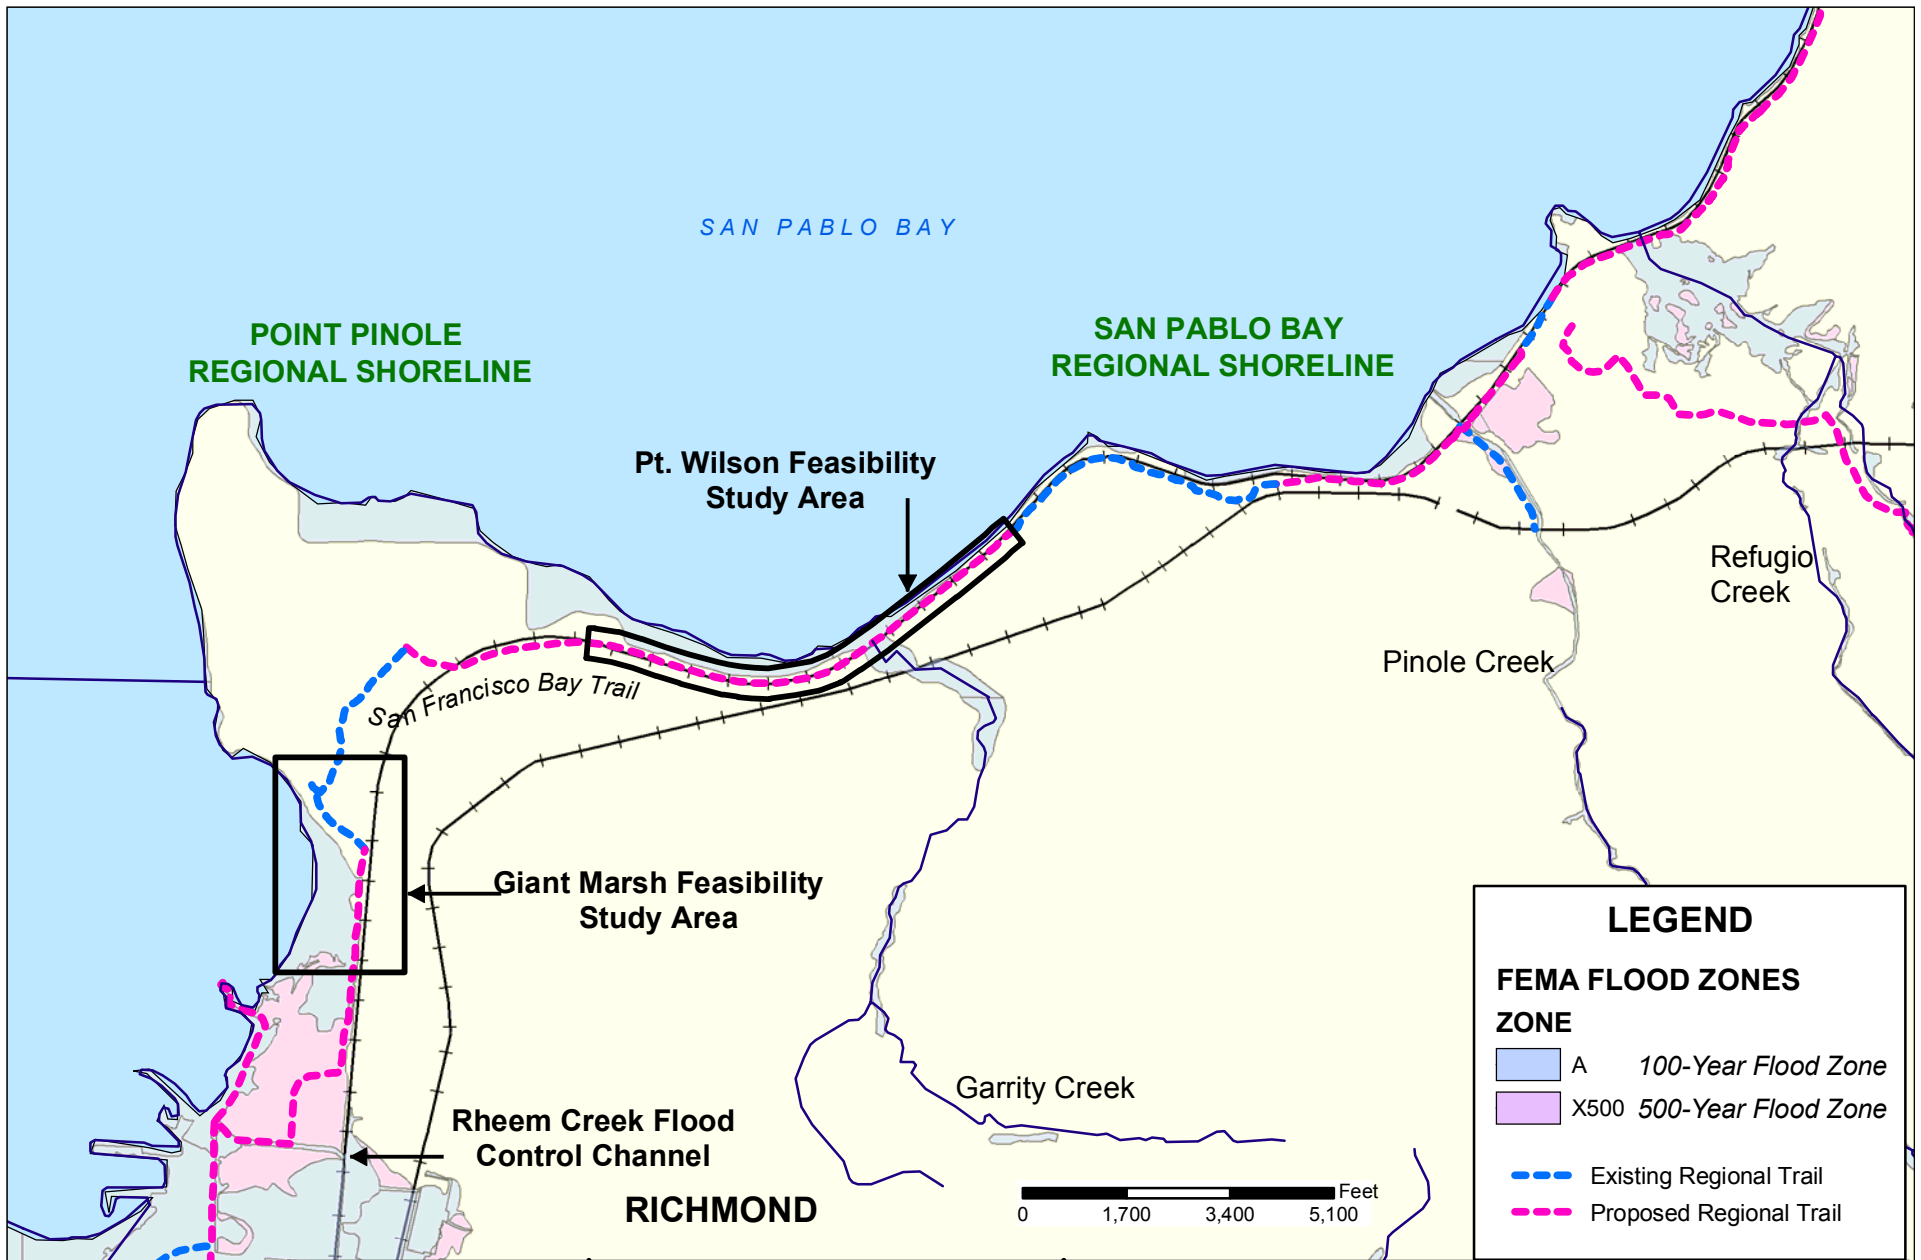 SAN PABLO BAY
POINT PINOLE
REGIONAL SHORELINE
SAN PABLO BAY
REGIONAL SHORELINE
Pt. Wilson Feasibility
Study Area
Refugio
Creek
Pinole Creek
San Francisco Bay Trail
Giant Marsh Feasibility
Study Area
Garrity Creek
Rheem Creek Flood
Control Channel
RICHMOND
Feet
0 1,700 3,400 5,100
LEGEND
FEMA FLOOD ZONES
ZONE
A 100-Year Flood Zone
X500 500-Year Flood Zone
Existing Regional Trail
Proposed Regional Trail